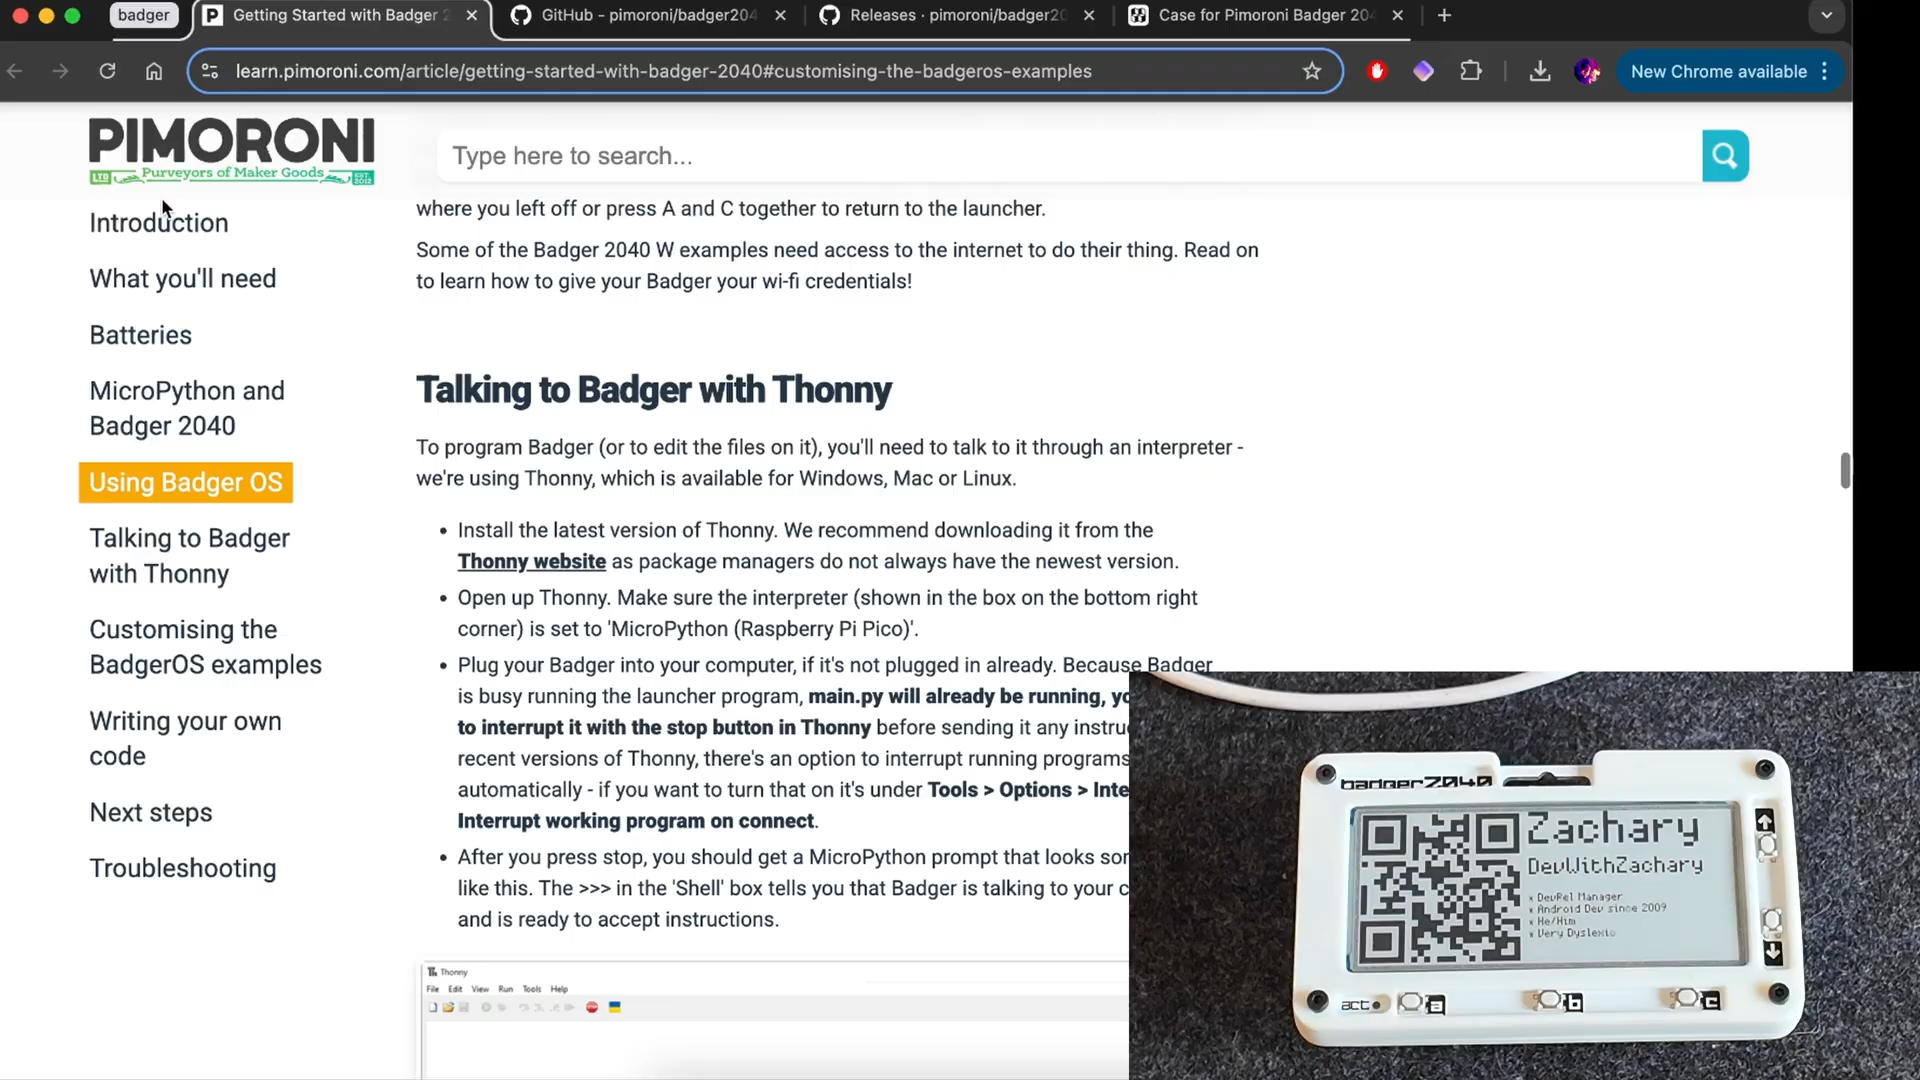 badger
Getting Started with Badger 2
GitHub - pimoroni/badger204
Releases · pimoroni/badger20
Case for Pimoroni Badger 204
learn.pimoroni.com/article/getting-started-with-badger-2040#customising-the-badgeros-examples
New Chrome available
PIMORONI
LTD Purveyors of Maker Goods EST. 2012
Type here to search...
Introduction
What you'll need
Batteries
MicroPython and
Badger 2040
Using Badger OS
Talking to Badger
with Thonny
Customising the
BadgerOS examples
Writing your own
code
Next steps
Troubleshooting
where you left off or press A and C together to return to the launcher.
Some of the Badger 2040 W examples need access to the internet to do their thing. Read on
to learn how to give your Badger your wi-fi credentials!
Talking to Badger with Thonny
To program Badger (or to edit the files on it), you'll need to talk to it through an interpreter -
we're using Thonny, which is available for Windows, Mac or Linux.
• Install the latest version of Thonny. We recommend downloading it from the
Thonny website as package managers do not always have the newest version.
• Open up Thonny. Make sure the interpreter (shown in the box on the bottom right
corner) is set to 'MicroPython (Raspberry Pi Pico)'.
• Plug your Badger into your computer, if it's not plugged in already. Because Badger
is busy running the launcher program, main.py will already be running, yo
to interrupt it with the stop button in Thonny before sending it any instru
recent versions of Thonny, there's an option to interrupt running programs
automatically - if you want to turn that on it's under Tools > Options > Inte
Interrupt working program on connect.
• After you press stop, you should get a MicroPython prompt that looks sor
like this. The >>> in the 'Shell' box tells you that Badger is talking to your c
and is ready to accept instructions.
Thonny
File Edit View Run Tools Help
badger2040
Zachary
DevWithZachary
* DevRel Manager
* Android Dev since 2009
* He/Him
* Very Dyslexic
act
a
b
c